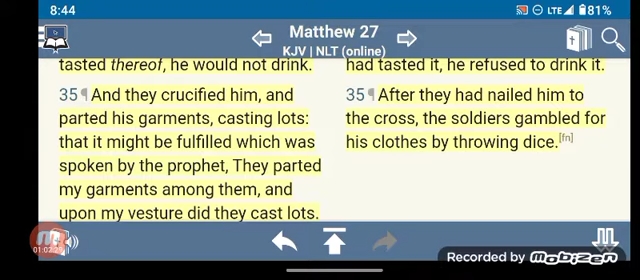 8:44
LTE 81%
Matthew 27
KJV | NLT (online)
tasted thereof, he would not drink.
35 ¶ And they crucified him, and
parted his garments, casting lots:
that it might be fulfilled which was
spoken by the prophet, They parted
my garments among them, and
upon my vesture did they cast lots.
had tasted it, he refused to drink it.
35 ¶ After they had nailed him to
the cross, the soldiers gambled for
his clothes by throwing dice.[fn]
Recorded by Mobizen